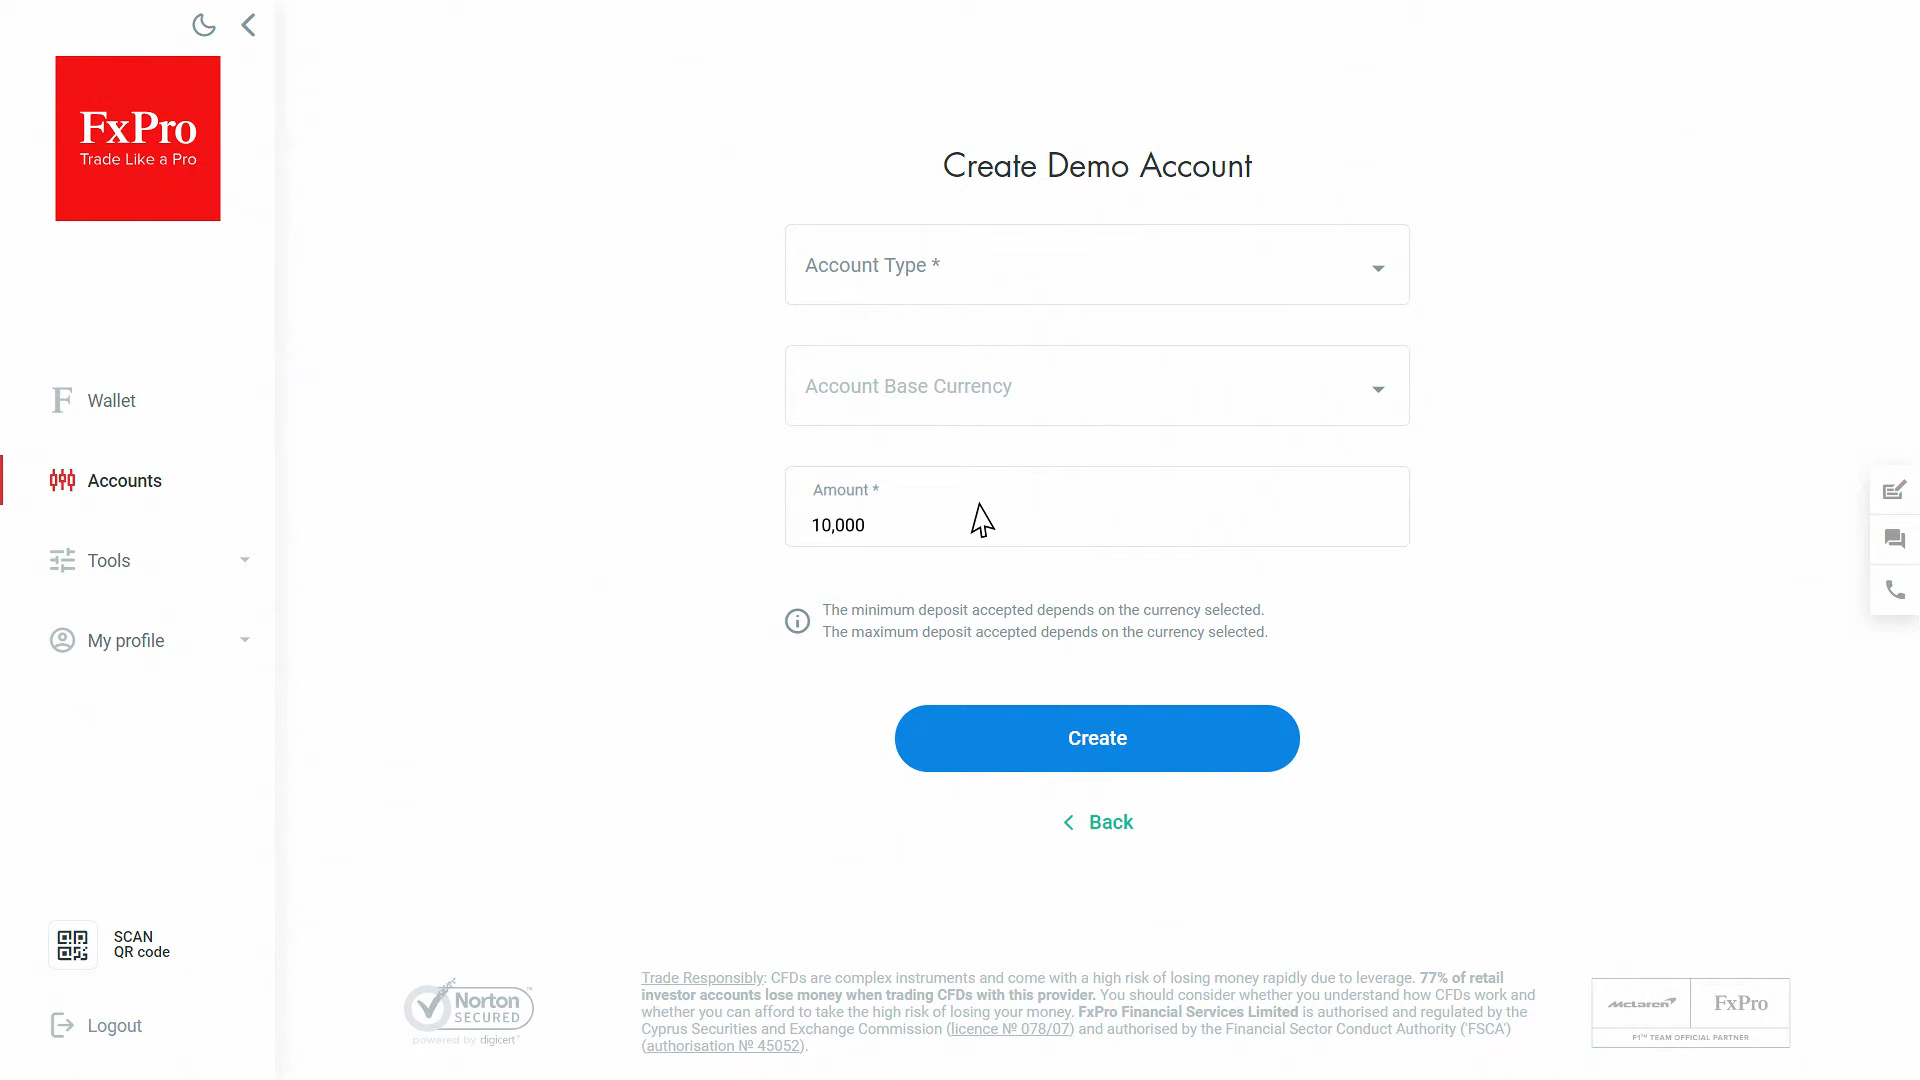 FxPro
Trade Like a Pro
Wallet
Accounts
Tools
My profile
SCAN
QR code
Logout
Create Demo Account
Account Type *
Account Base Currency
Amount *
10,000
The minimum deposit accepted depends on the currency selected.
The maximum deposit accepted depends on the currency selected.
Create
Back
Norton
SECURED
powered by digicert
Trade Responsibly: CFDs are complex instruments and come with a high risk of losing money rapidly due to leverage. 77% of retail
investor accounts lose money when trading CFDs with this provider. You should consider whether you understand how CFDs work and
whether you can afford to take the high risk of losing your money. FxPro Financial Services Limited is authorised and regulated by the
Cyprus Securities and Exchange Commission (licence № 078/07) and authorised by the Financial Sector Conduct Authority ('FSCA')
(authorisation № 45052).
McLaren
FxPro
F1™ TEAM OFFICIAL PARTNER